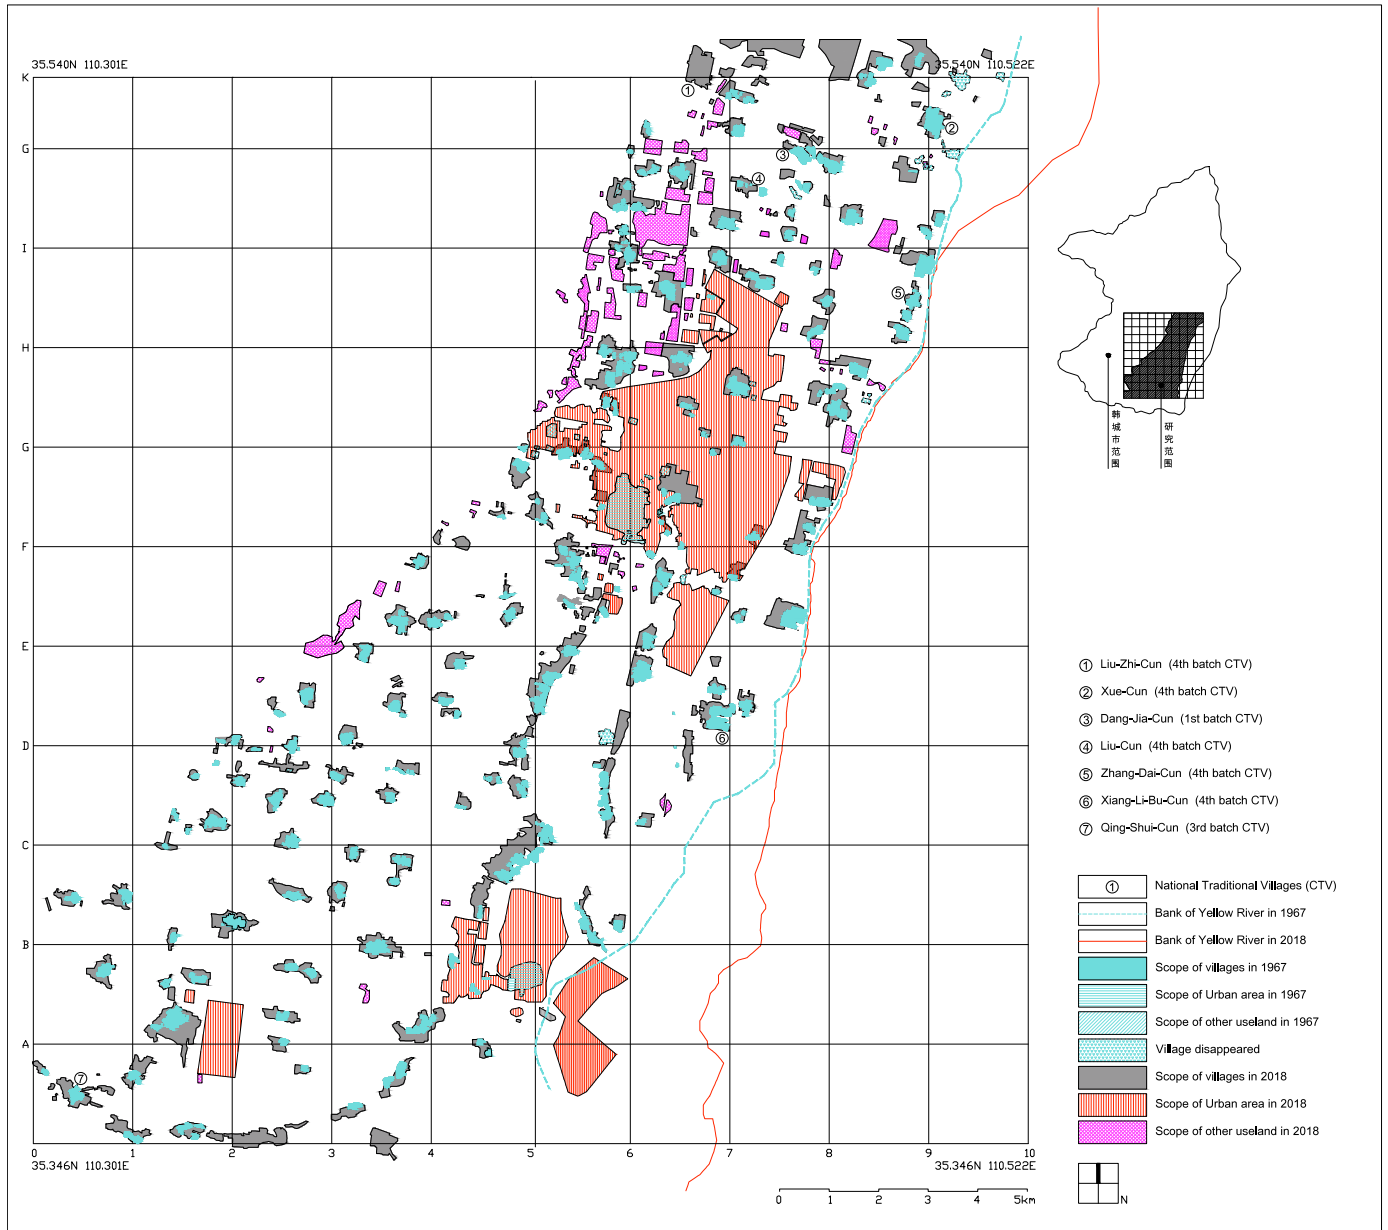 35.540N 110.301E
35.540N 110.522E
K
①
②
G
③
④
I
⑤
H
G
F
E
⑥
D
C
B
A
⑦
0 1 2 3 4 5 6 7 8 9 10
35.346N 110.301E
35.346N 110.522E
0 1 2 3 4 5km
韩城市范围
研究范围
① Liu-Zhi-Cun (4th batch CTV)
② Xue-Cun (4th batch CTV)
③ Dang-Jia-Cun (1st batch CTV)
④ Liu-Cun (4th batch CTV)
⑤ Zhang-Dai-Cun (4th batch CTV)
⑥ Xiang-Li-Bu-Cun (4th batch CTV)
⑦ Qing-Shui-Cun (3rd batch CTV)
① National Traditional Villages (CTV)
Bank of Yellow River in 1967
Bank of Yellow River in 2018
Scope of villages in 1967
Scope of Urban area in 1967
Scope of other useland in 1967
Village disappeared
Scope of villages in 2018
Scope of Urban area in 2018
Scope of other useland in 2018
N